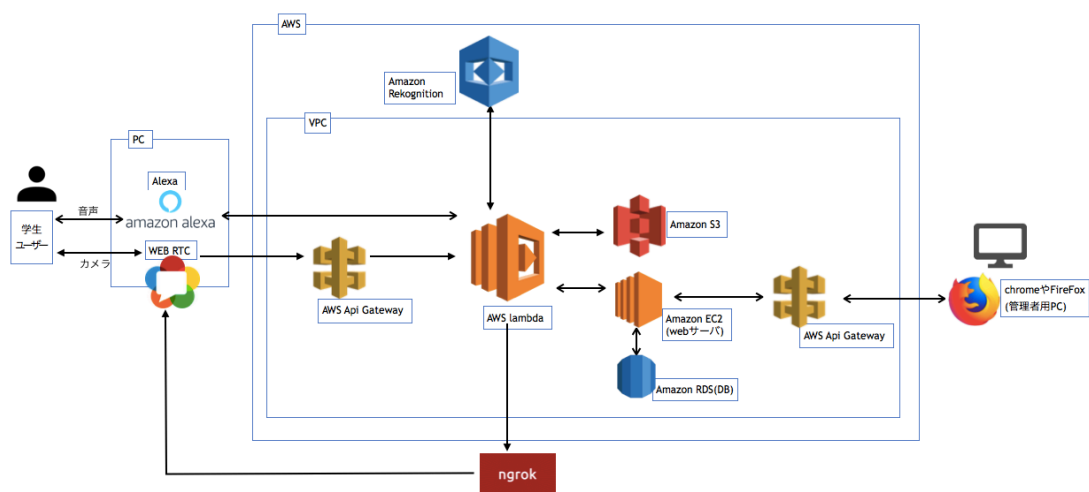 AWS
Amazon
Rekognition
VPC
PC
Alexa
amazon alexa
音声
学生
ユーザー
カメラ
WEB RTC
AWS Api Gateway
AWS lambda
Amazon S3
Amazon EC2
(webサーバ)
Amazon RDS(DB)
AWS Api Gateway
chromeやFireFox
(管理者用PC)
ngrok